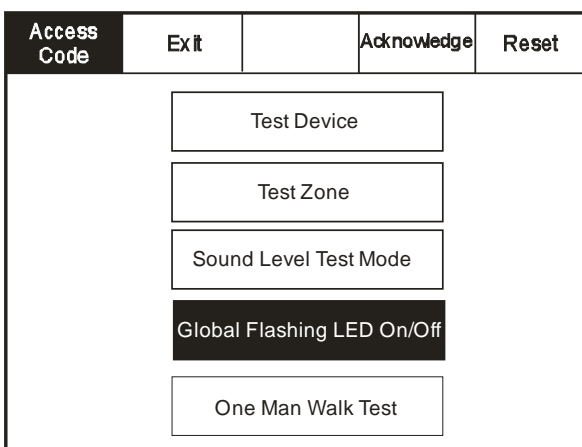 Access
Code
Exit
Acknowledge
Reset
Test Device
Test Zone
Sound Level Test Mode
Global Flashing LED On/Off
One Man Walk Test